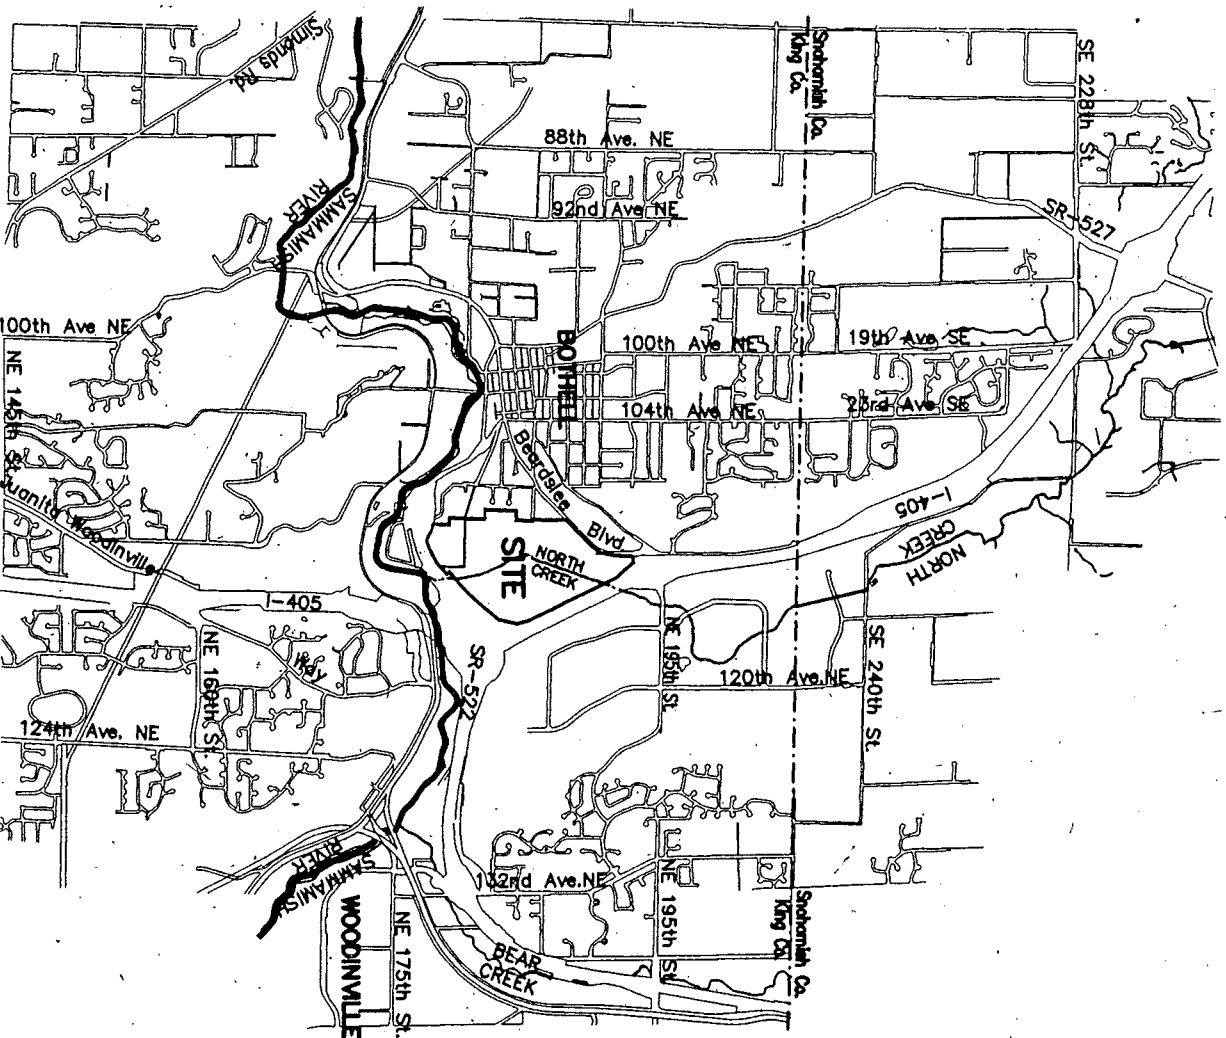 Simonds Rd.
Snohomish Co.
King Co.
SE 228th St.
88th Ave. NE
SAMMAMISH
RIVER
92nd Ave NE
SR-527
100th Ave NE
BOTHELL
100th Ave NE
19th Ave SE
NE 145th St.
104th Ave NE
23rd Ave SE
Beardslee Blvd
Juanita Woodinville
Way
I-405
NORTH
CREEK
SITE
NORTH
CREEK
I-405
NE 160th St.
SR-522
NE 195th St.
120th Ave.NE
SE 240th St.
124th Ave. NE
SAMMAMISH
RIVER
132nd Ave.NE
NE 195th St
Snohomish Co.
King Co.
WOODINVILLE
NE 175th St.
BEAR
CREEK